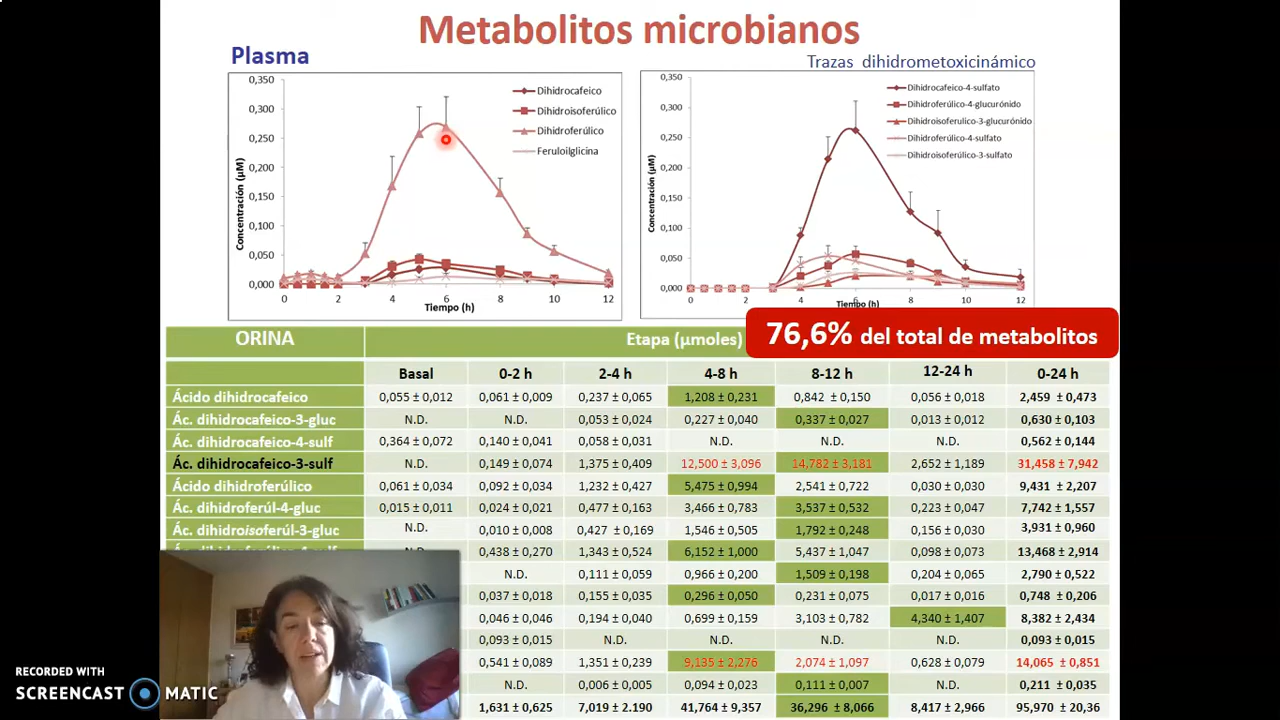 Metabolitos microbianos
Plasma
Trazas dihidrometoxicinámico
0,350
0,300
0,250
0,200
0,150
0,100
0,050
0,000
Concentración (µM)
0 2 4 6 8 10 12
Tiempo (h)
Dihidrocafeico
Dihidroisoferúlico
Dihidroferúlico
Feruloilglicina
0,350
0,300
0,250
0,200
0,150
0,100
0,050
0,000
Concentración (µM)
0 2 4 6 8 10 12
Tiempo (h)
Dihidrocafeico-4-sulfato
Dihidroferúlico-4-glucurónido
Dihidroisoferulico-3-glucurónido
Dihidroferúlico-4-sulfato
Dihidroisoferúlico-3-sulfato
76,6% del total de metabolitos
ORINA Etapa (µmoles)
Basal 0-2 h 2-4 h 4-8 h 8-12 h 12-24 h 0-24 h
Ácido dihidrocafeico 0,055 ± 0,012 0,061 ± 0,009 0,237 ± 0,065 1,208 ± 0,231 0,842 ± 0,150 0,056 ± 0,018 2,459 ± 0,473
Ác. dihidrocafeico-3-gluc N.D. N.D. 0,053 ± 0,024 0,227 ± 0,040 0,337 ± 0,027 0,013 ± 0,012 0,630 ± 0,103
Ác. dihidrocafeico-4-sulf 0,364 ± 0,072 0,140 ± 0,041 0,058 ± 0,031 N.D. N.D. N.D. 0,562 ± 0,144
Ác. dihidrocafeico-3-sulf N.D. 0,149 ± 0,074 1,375 ± 0,409 12,500 ± 3,096 14,782 ± 3,181 2,652 ± 1,189 31,458 ± 7,942
Ácido dihidroferúlico 0,061 ± 0,034 0,092 ± 0,034 1,232 ± 0,427 5,475 ± 0,994 2,541 ± 0,722 0,030 ± 0,030 9,431 ± 2,207
Ác. dihidroferúl-4-gluc 0,015 ± 0,011 0,024 ± 0,021 0,477 ± 0,163 3,466 ± 0,783 3,537 ± 0,532 0,223 ± 0,047 7,742 ± 1,557
Ác. dihidroisoferúl-3-gluc N.D. 0,010 ± 0,008 0,427 ± 0,169 1,546 ± 0,505 1,792 ± 0,248 0,156 ± 0,030 3,931 ± 0,960
0,438 ± 0,270 1,343 ± 0,524 6,152 ± 1,000 5,437 ± 1,047 0,098 ± 0,073 13,468 ± 2,914
N.D. 0,111 ± 0,059 0,966 ± 0,200 1,509 ± 0,198 0,204 ± 0,065 2,790 ± 0,522
0,037 ± 0,018 0,155 ± 0,035 0,296 ± 0,050 0,231 ± 0,075 0,017 ± 0,016 0,748 ± 0,206
0,046 ± 0,046 0,194 ± 0,040 0,699 ± 0,159 3,103 ± 0,782 4,340 ± 1,407 8,382 ± 2,434
0,093 ± 0,015 N.D. N.D. N.D. N.D. 0,093 ± 0,015
0,541 ± 0,089 1,351 ± 0,239 9,135 ± 2,276 2,074 ± 1,097 0,628 ± 0,079 14,065 ± 0,851
N.D. 0,006 ± 0,005 0,094 ± 0,023 0,111 ± 0,007 N.D. 0,211 ± 0,035
1,631 ± 0,625 7,019 ± 2.190 41,764 ± 9,357 36,296 ± 8,066 8,417 ± 2,966 95,970 ± 20,36
RECORDED WITH
SCREENCAST MATIC